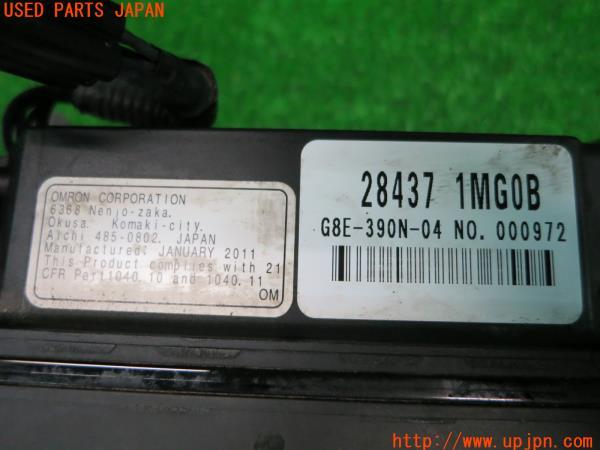 USED PARTS JAPAN
OMRON CORPORATION
6368 Nenjo-zaka.
Okusa. Komaki-city.
Aichi 485-0802. JAPAN
Manufactured: JANUARY 2011
This Product complies with 21
CFR Part1040.10 and 1040.11
OM
28437 1MG0B
G8E-390N-04 NO. 000972
http://www.upjpn.com/